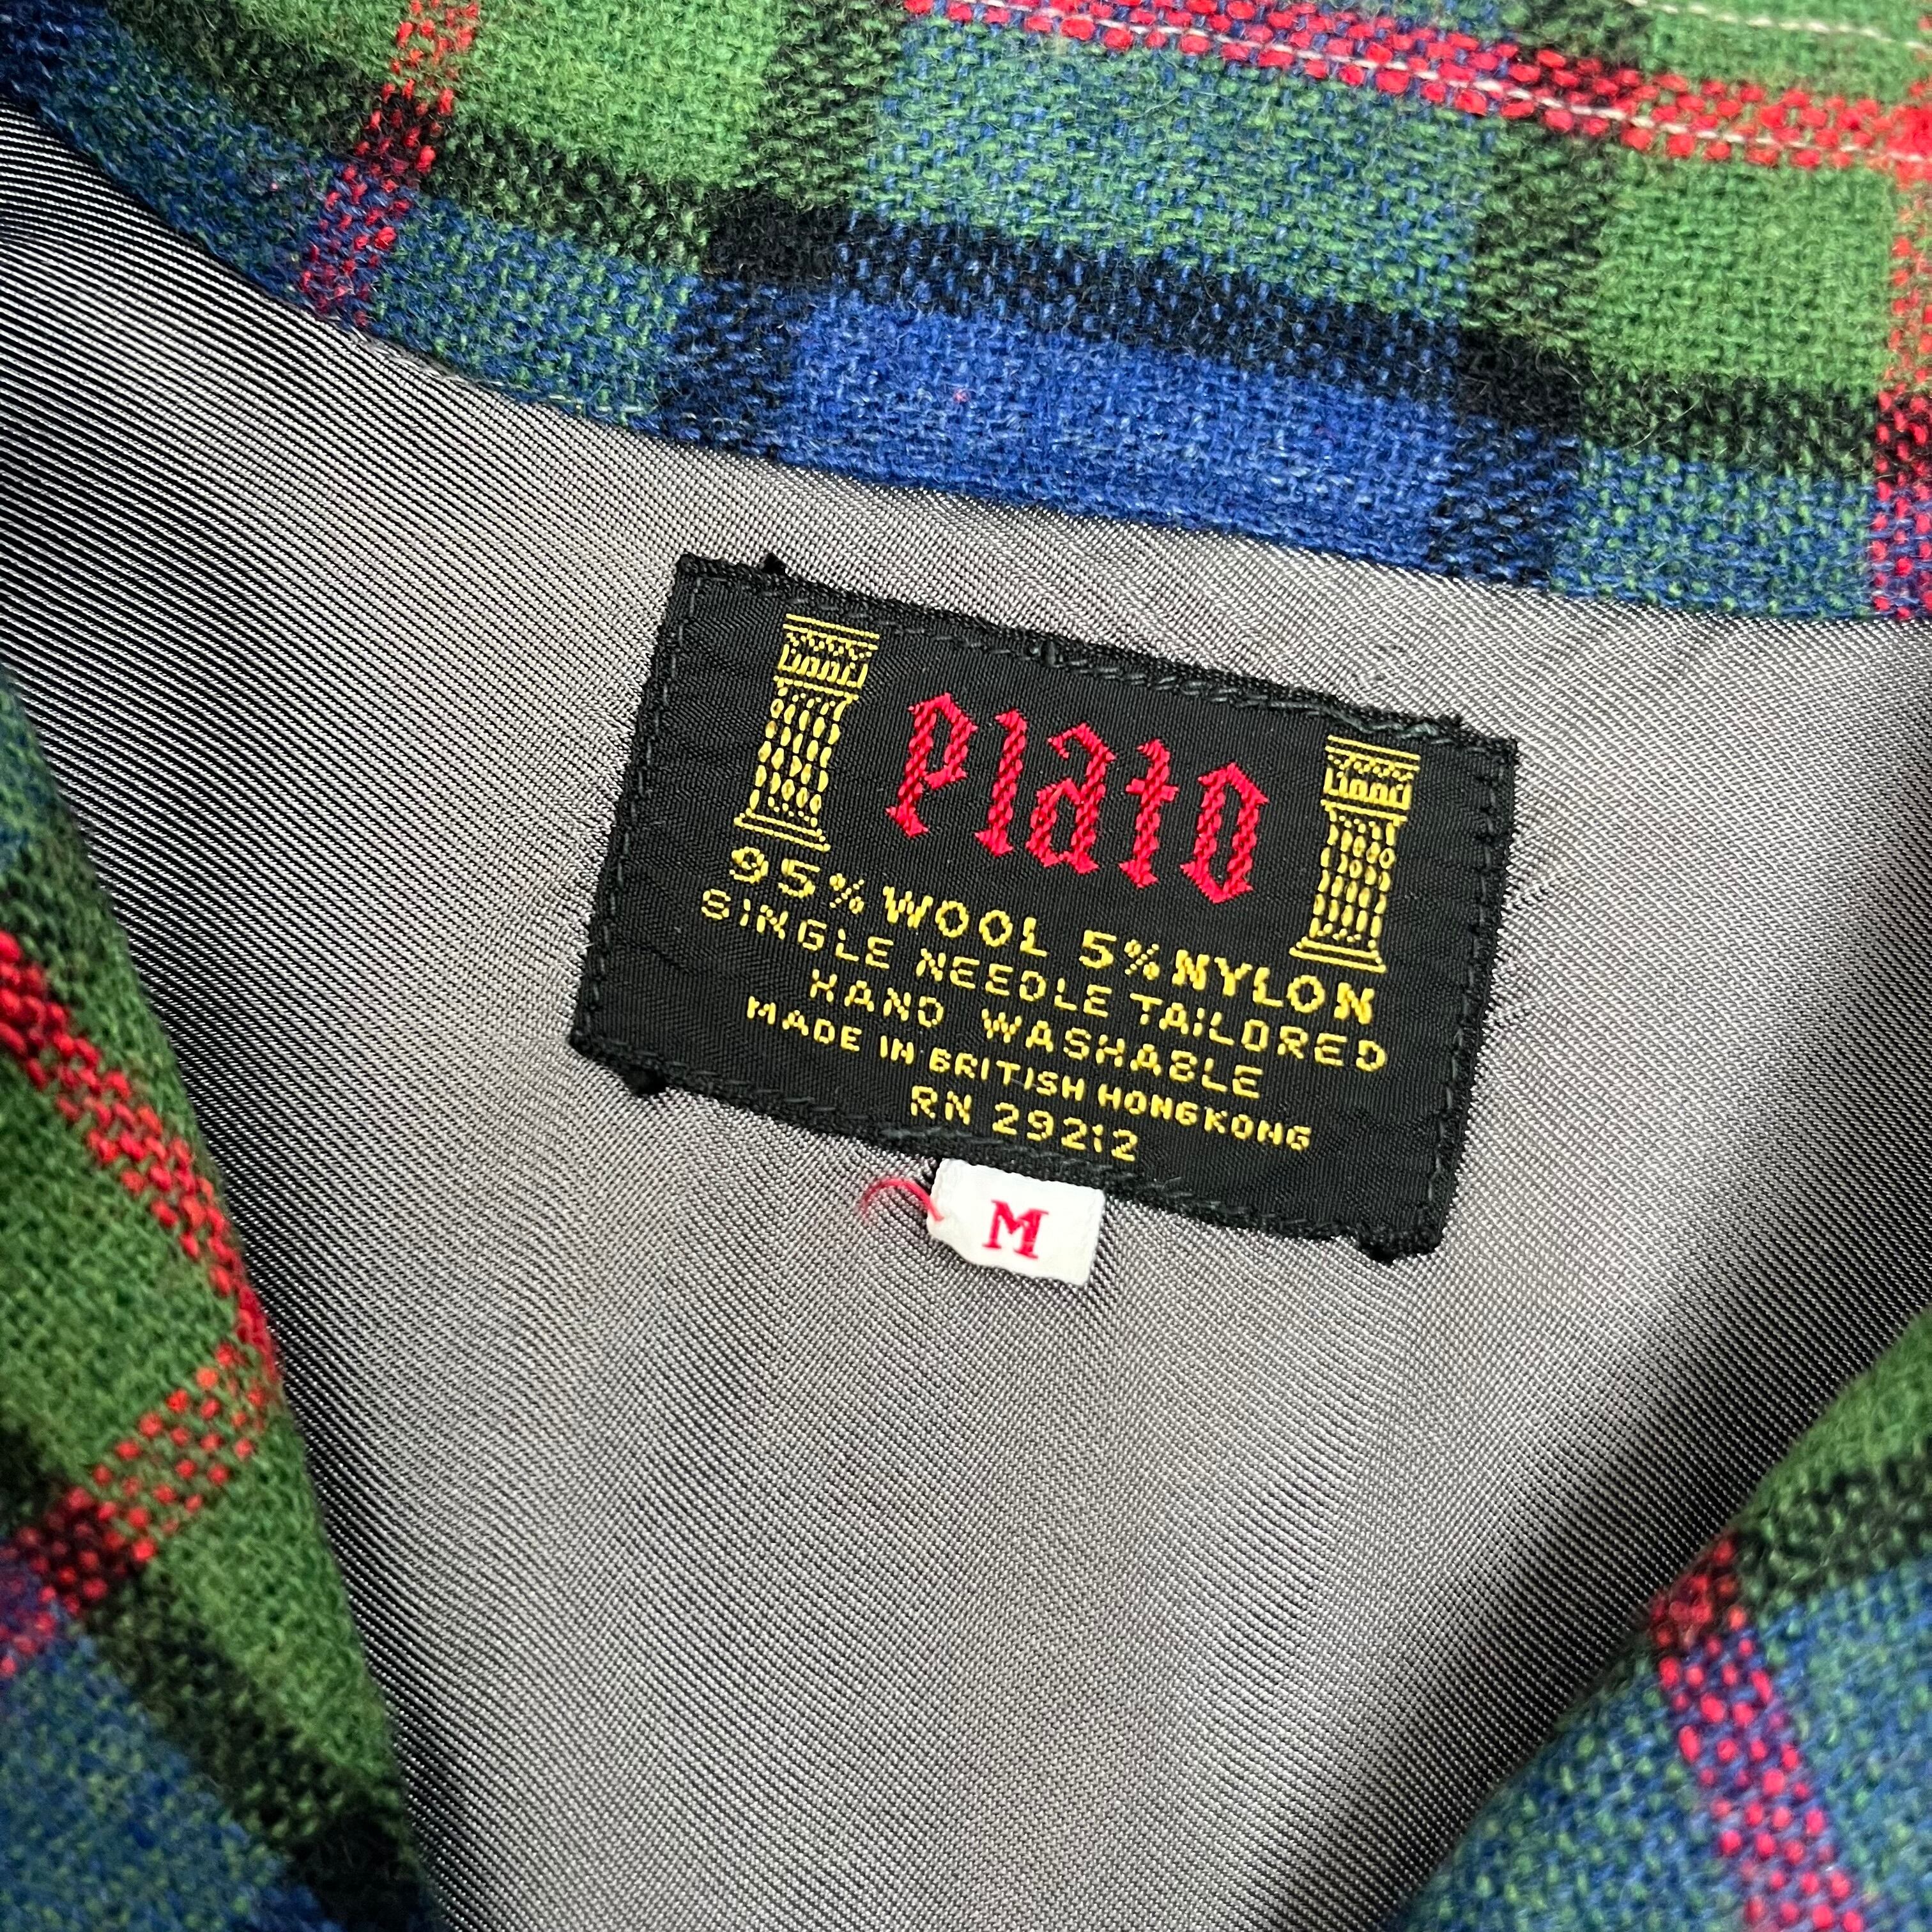 Plato
95% WOOL 5% NYLON
SINGLE NEEDLE TAILORED
HAND WASHABLE
MADE IN BRITISH HONGKONG
RN 29212
M